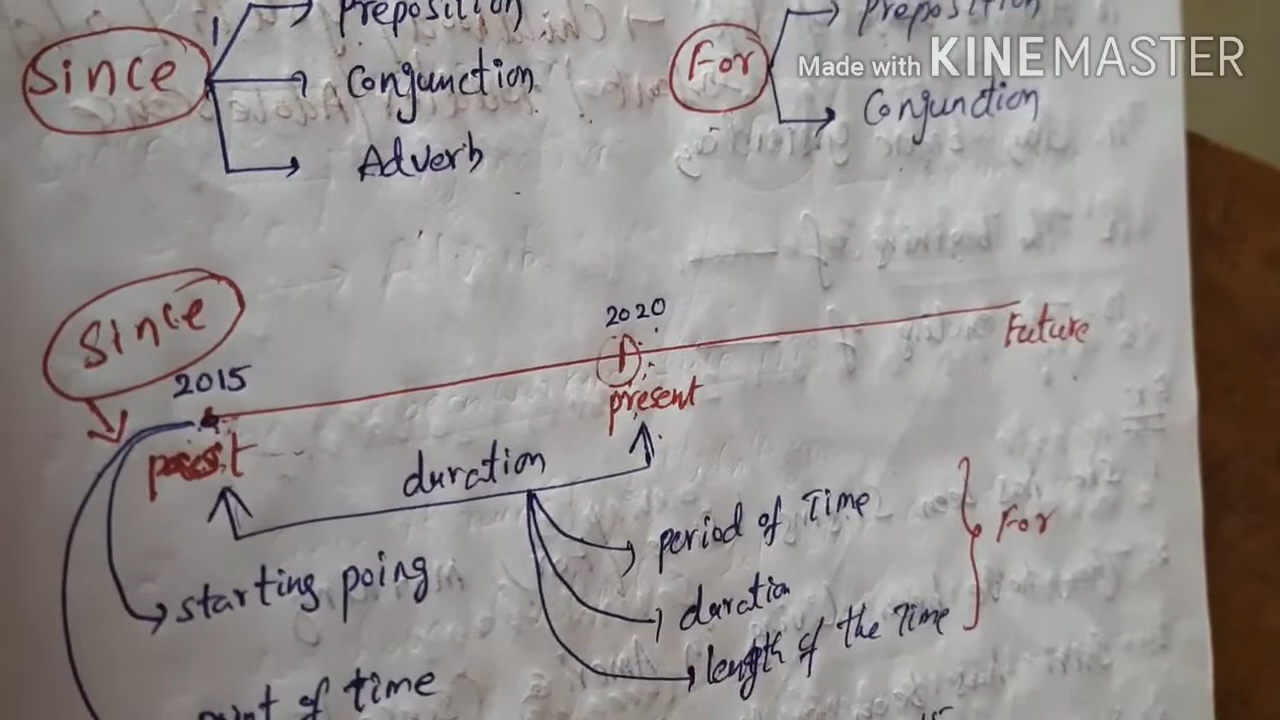 preposition
Since
Conjunction
Adverb
preposition
For
Conjunction
Made with KINEMASTER
Since
2015
2020
Future
present
past
duration
period of Time
For
starting poing
duration
length of the Time
point of time